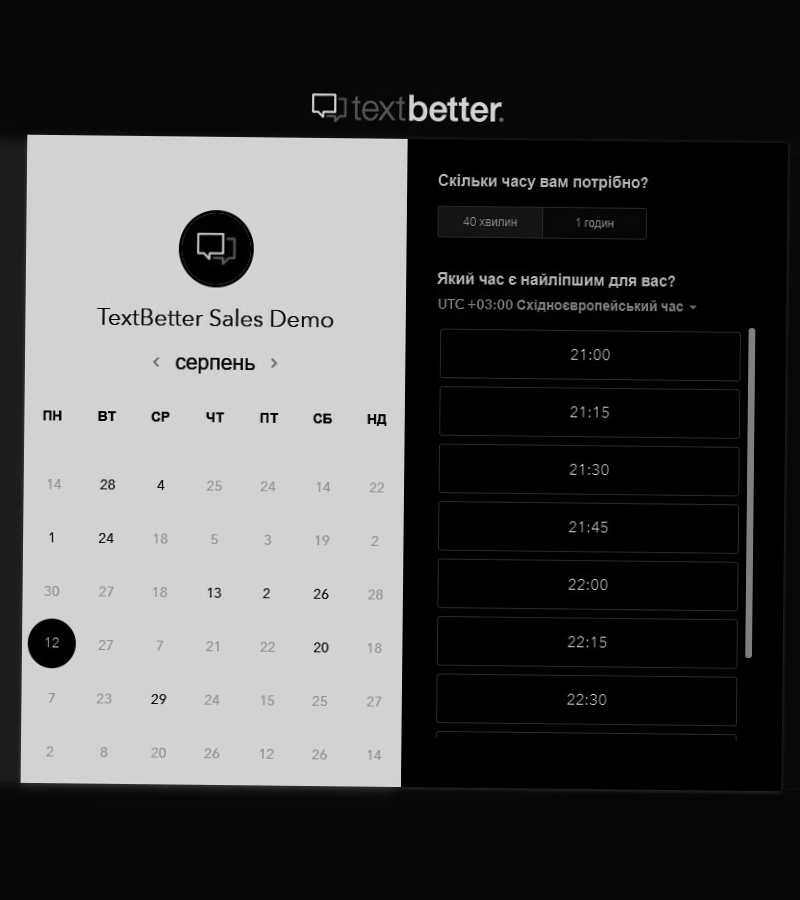 textbetter.
TextBetter Sales Demo
серпень
ПН ВТ СР ЧТ ПТ СБ НД
14 28 4 25 24 14 22
1 24 18 5 3 19 2
30 27 18 13 2 26 28
12 27 7 21 22 20 18
7 23 29 24 15 25 27
2 8 20 26 12 26 14
Скільки часу вам потрібно?
40 хвилин 1 годин
Який час є найліпшим для вас?
UTC +03:00 Східноєвропейський час
21:00
21:15
21:30
21:45
22:00
22:15
22:30